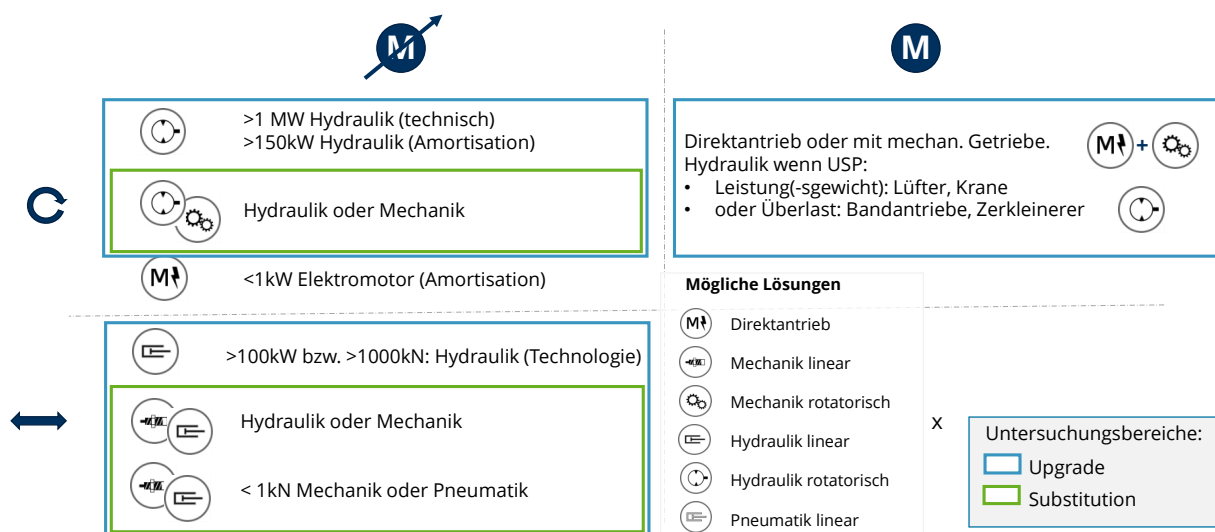 M
M
>1 MW Hydraulik (technisch)
>150kW Hydraulik (Amortisation)
Hydraulik oder Mechanik
M
<1kW Elektromotor (Amortisation)
Direktantrieb oder mit mechan. Getriebe.
Hydraulik wenn USP:
• Leistung(-sgewicht): Lüfter, Krane
• oder Überlast: Bandantriebe, Zerkleinerer
M +
>100kW bzw. >1000kN: Hydraulik (Technologie)
Hydraulik oder Mechanik
< 1kN Mechanik oder Pneumatik
Mögliche Lösungen
M Direktantrieb
Mechanik linear
Mechanik rotatorisch
Hydraulik linear
Hydraulik rotatorisch
Pneumatik linear
x
Untersuchungsbereiche:
Upgrade
Substitution